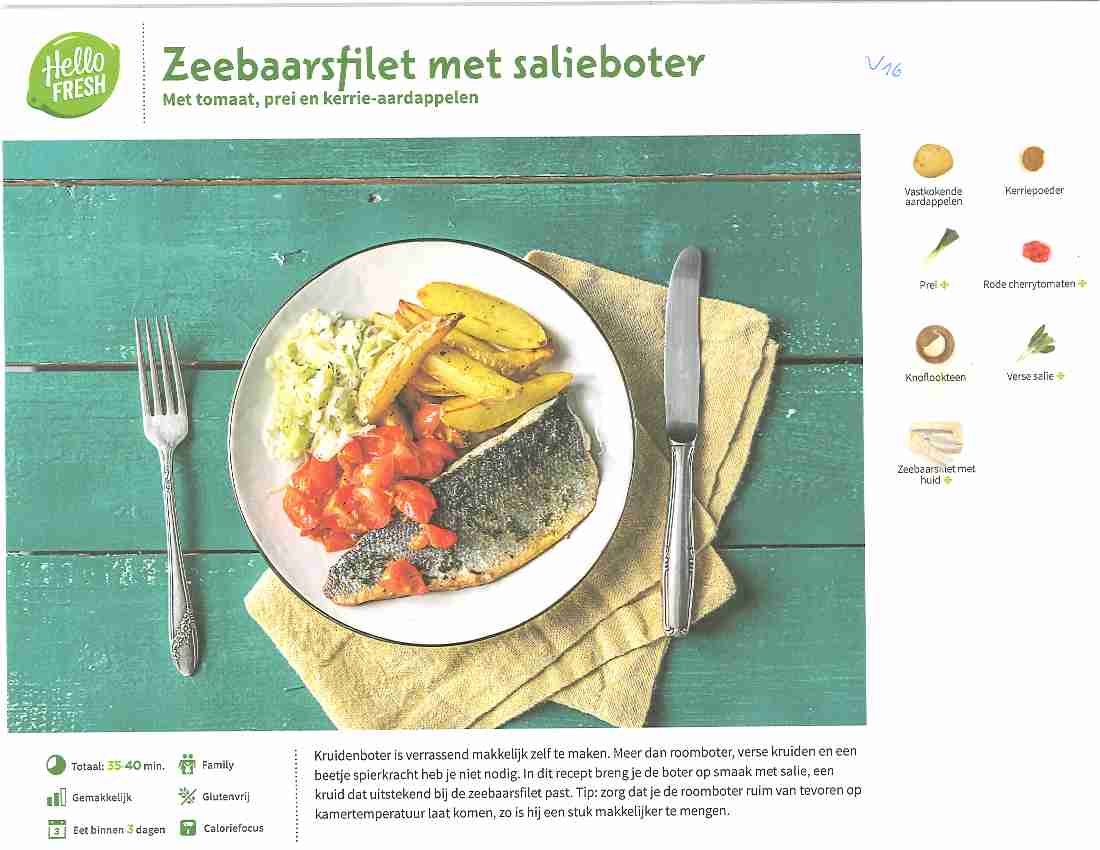 Hello
FRESH
Zeebaarsfilet met salieboter
Met tomaat, prei en kerrie-aardappelen
V16
Vastkokende
aardappelen
Kerriepoeder
Prei
Rode cherrytomaten
Knoflookteen
Verse salie
Zeebaarsfilet met
huid
Totaal: 35-40 min.
Family
Gemakkelijk
Glutenvrij
3
Eet binnen 3 dagen
Caloriefocus
Kruidenboter is verrassend makkelijk zelf te maken. Meer dan roomboter, verse kruiden en een
beetje spierkracht heb je niet nodig. In dit recept breng je de boter op smaak met salie, een
kruid dat uitstekend bij de zeebaarsfilet past. Tip: zorg dat je de roomboter ruim van tevoren op
kamertemperatuur laat komen, zo is hij een stuk makkelijker te mengen.